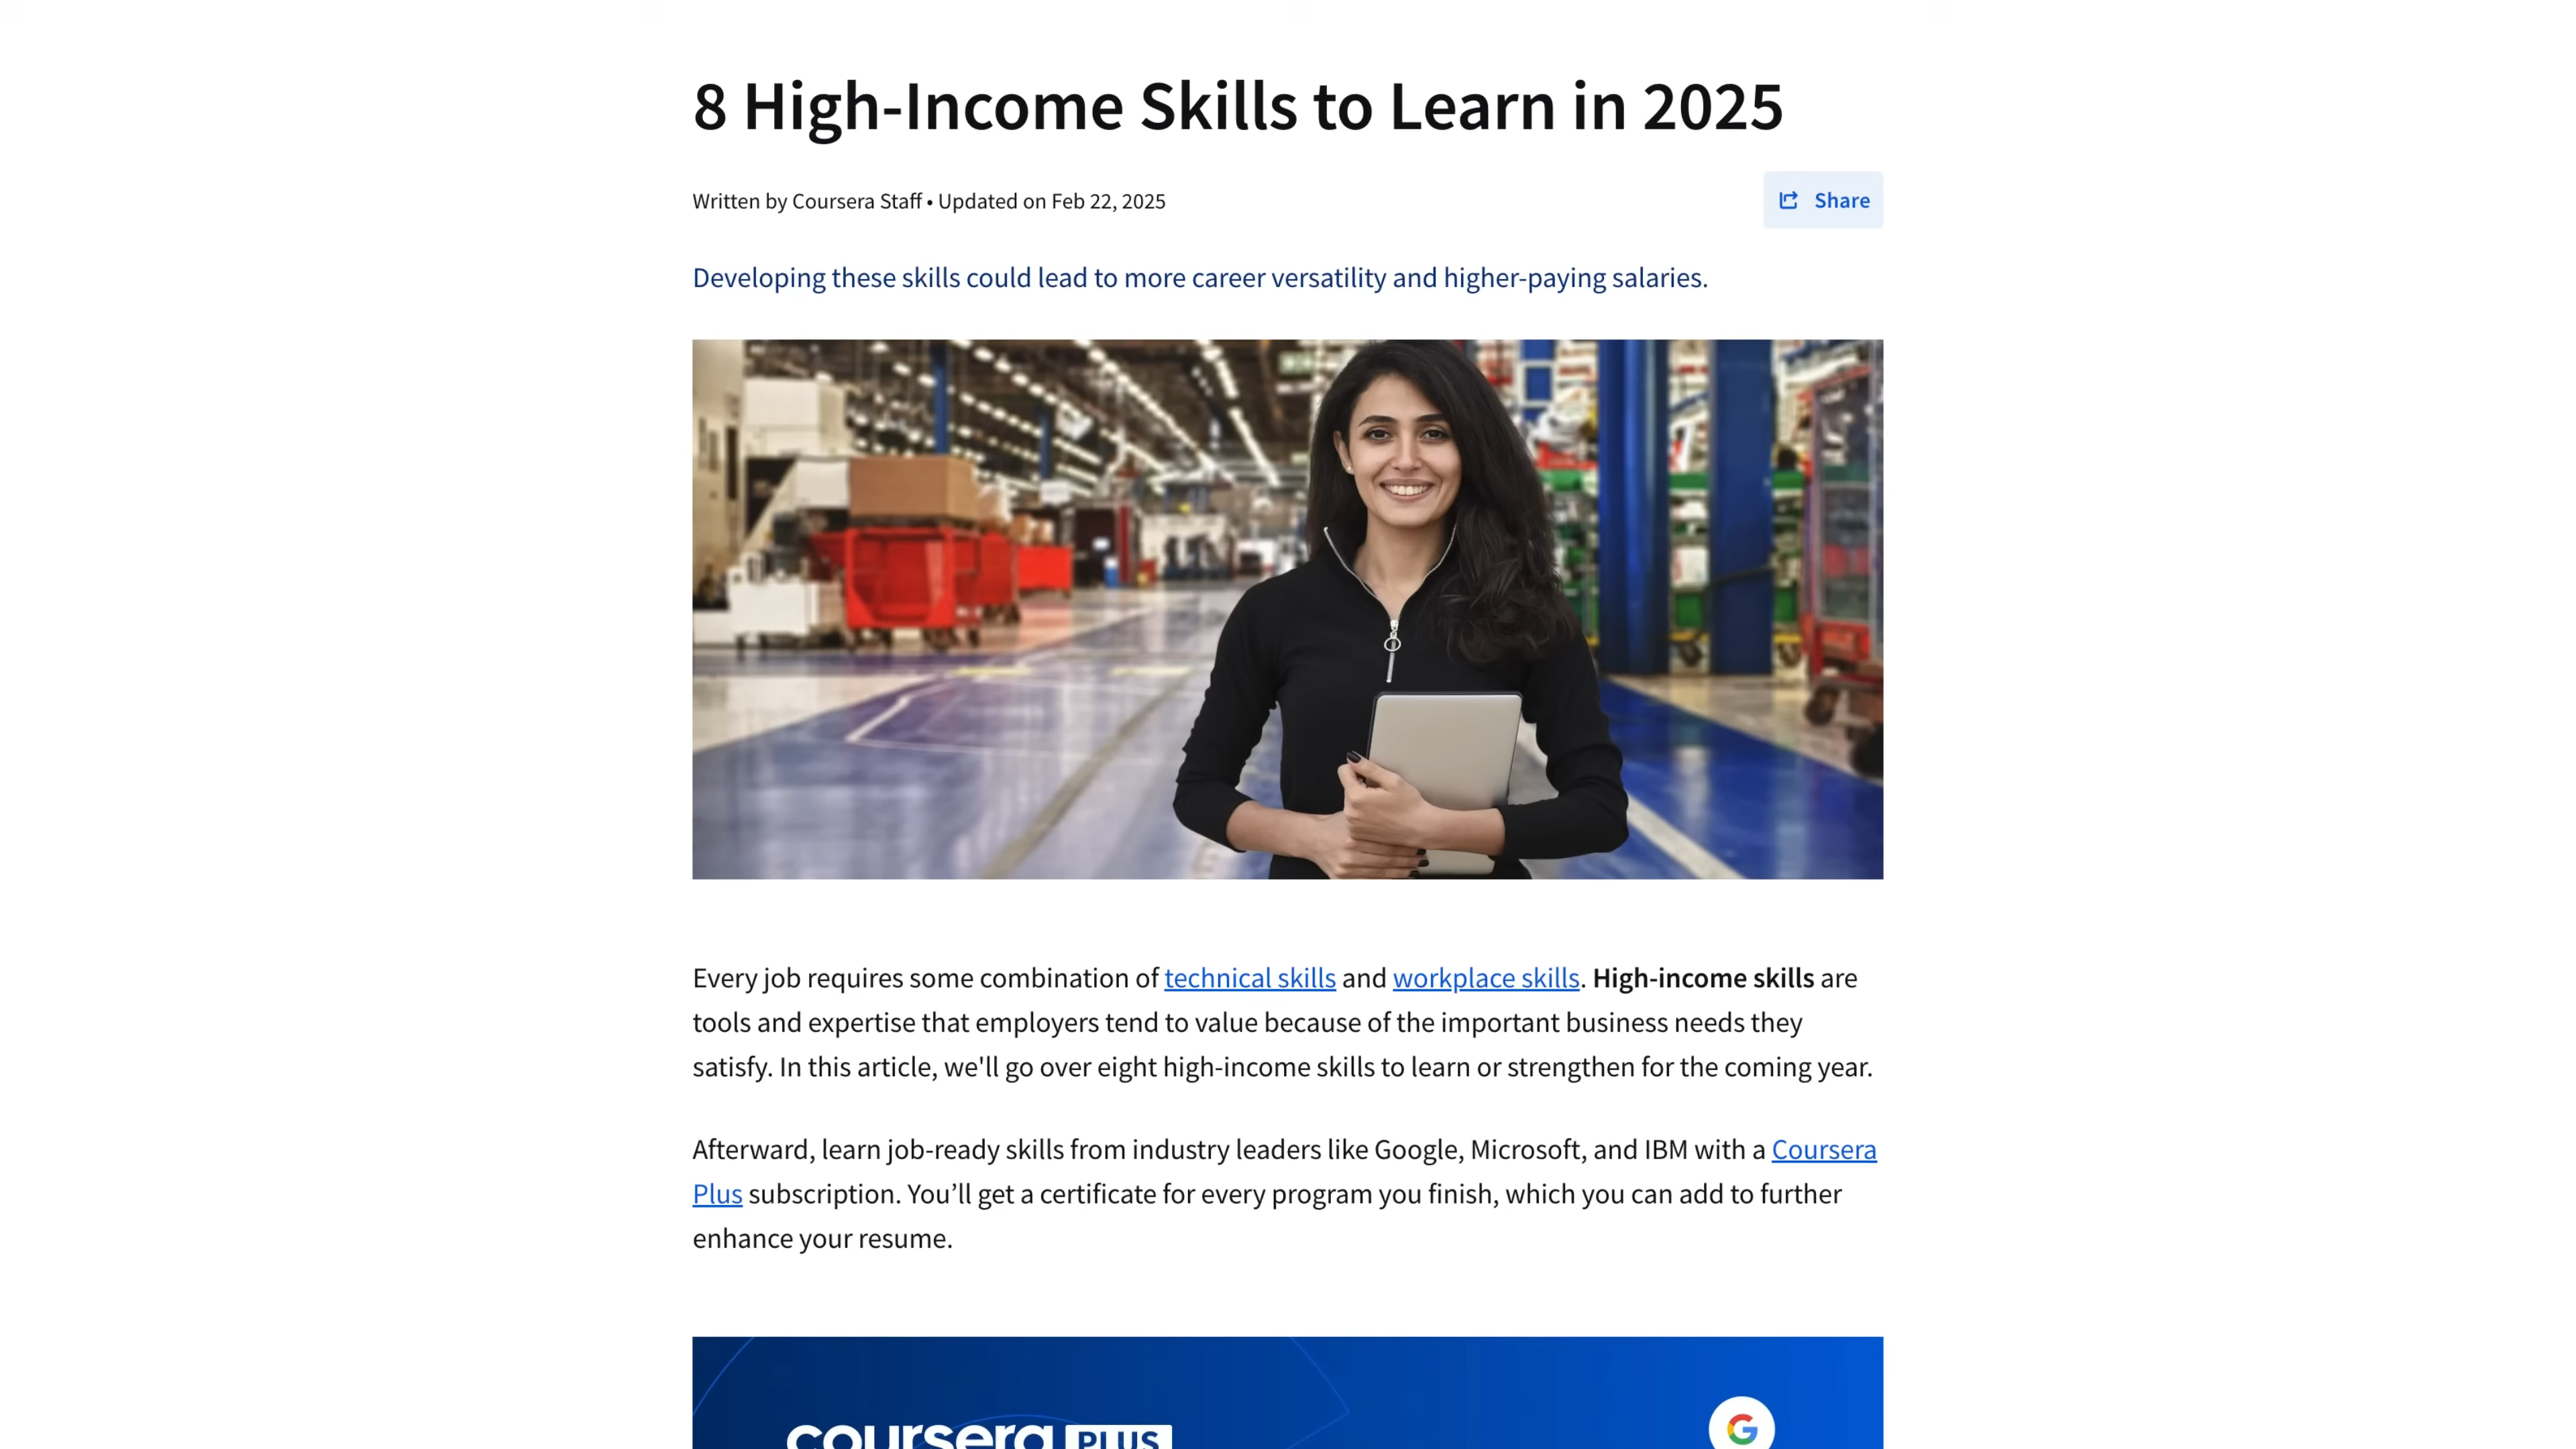 8 High-Income Skills to Learn in 2025
Written by Coursera Staff • Updated on Feb 22, 2025
Share
Developing these skills could lead to more career versatility and higher-paying salaries.
Every job requires some combination of technical skills and workplace skills. High-income skills are
tools and expertise that employers tend to value because of the important business needs they
satisfy. In this article, we'll go over eight high-income skills to learn or strengthen for the coming year.
Afterward, learn job-ready skills from industry leaders like Google, Microsoft, and IBM with a Coursera
Plus subscription. You’ll get a certificate for every program you finish, which you can add to further
enhance your resume.
coursera PLUS
G